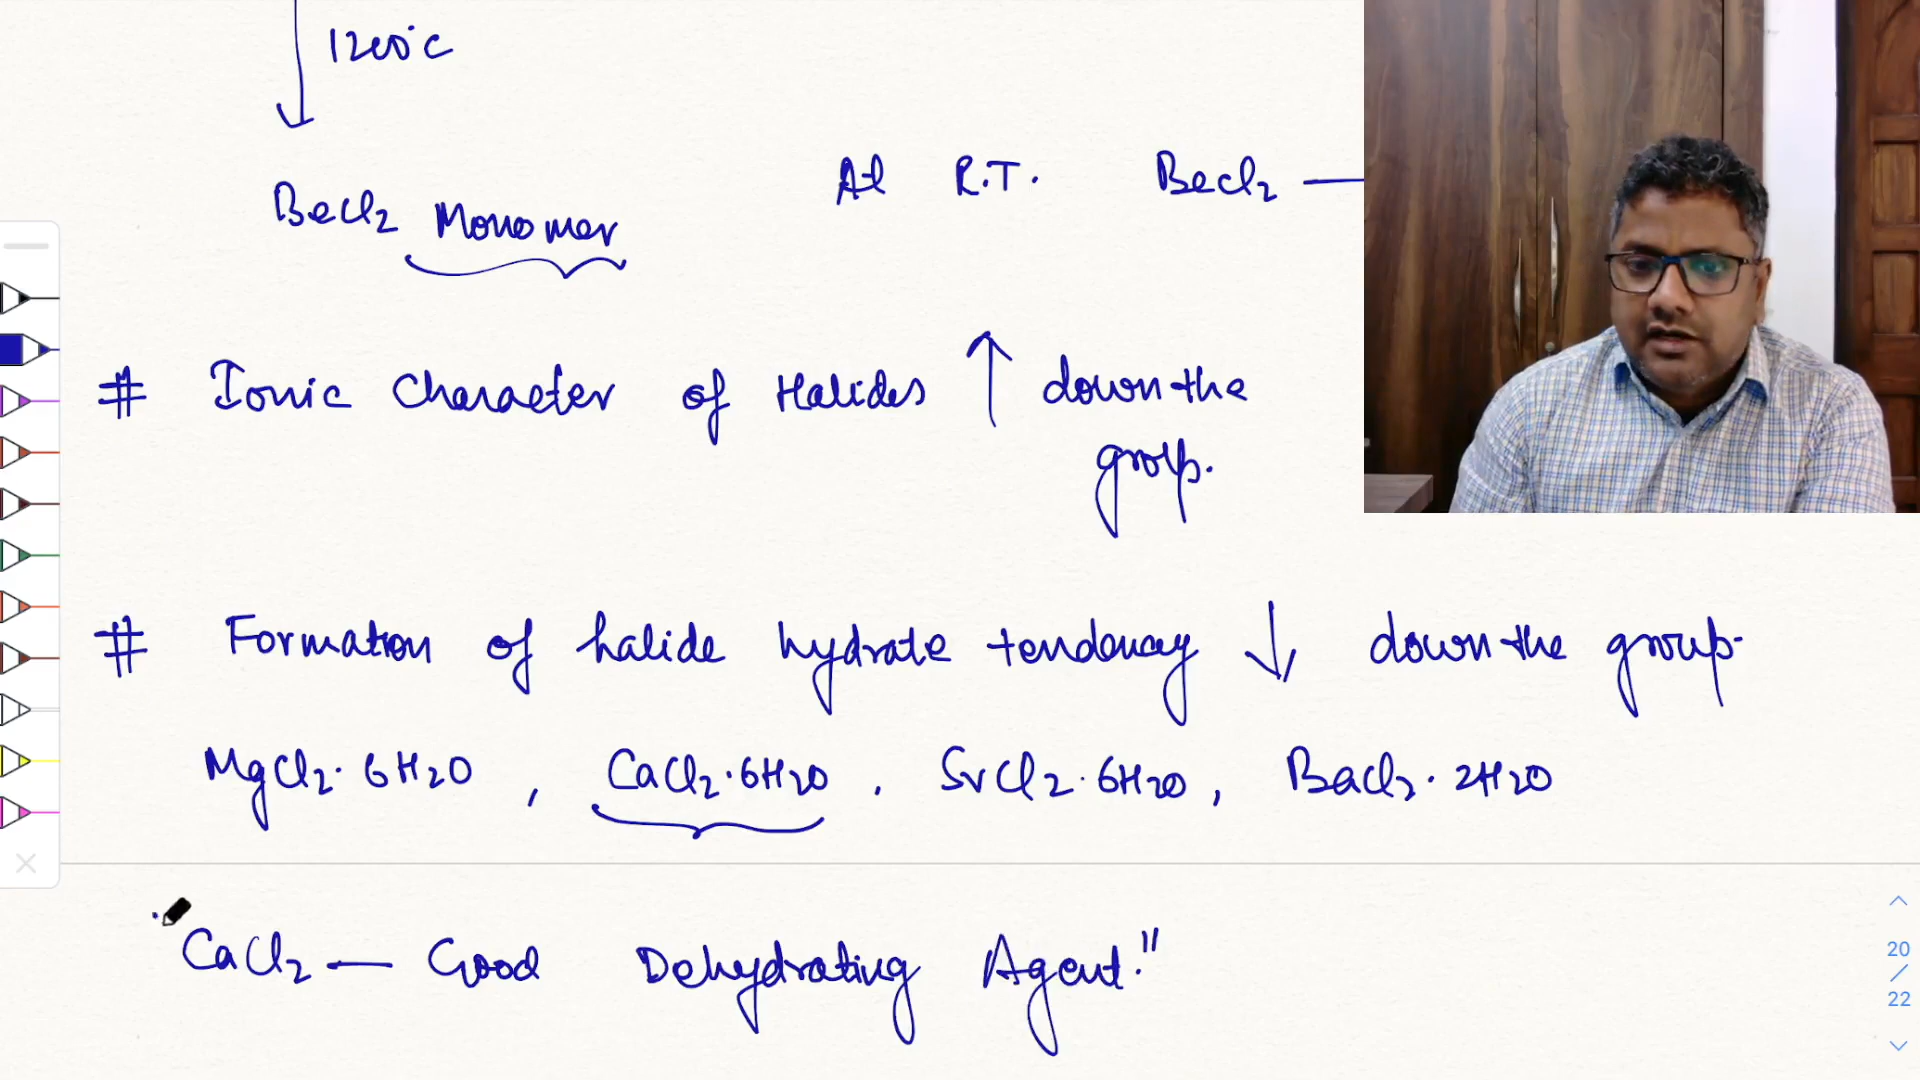 1200°C
BeCl2 Monomer
At R.T. BeCl2 —
# Ionic Character of Halides ↑ down the
group.
# Formation of halide hydrate tendency ↓ down the group.
MgCl2·6H2O, CaCl2·6H2O, SrCl2·6H2O, BaCl2·2H2O
CaCl2 — Good Dehydrating Agent."
20
/
22